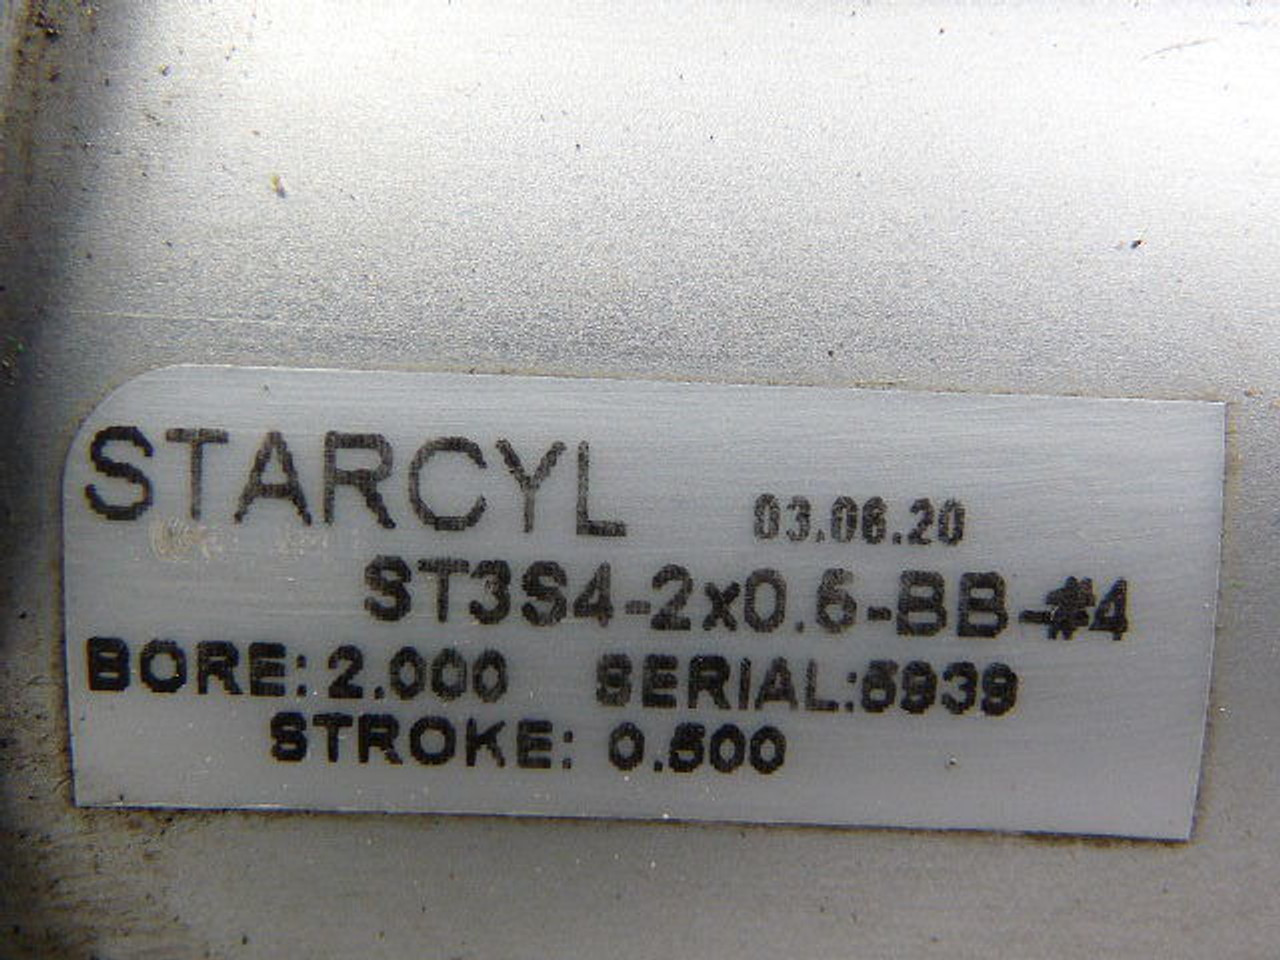 STARCYL 03.06.20
ST3S4-2x0.5-BB-#4
BORE: 2.000 SERIAL:5939
STROKE: 0.500